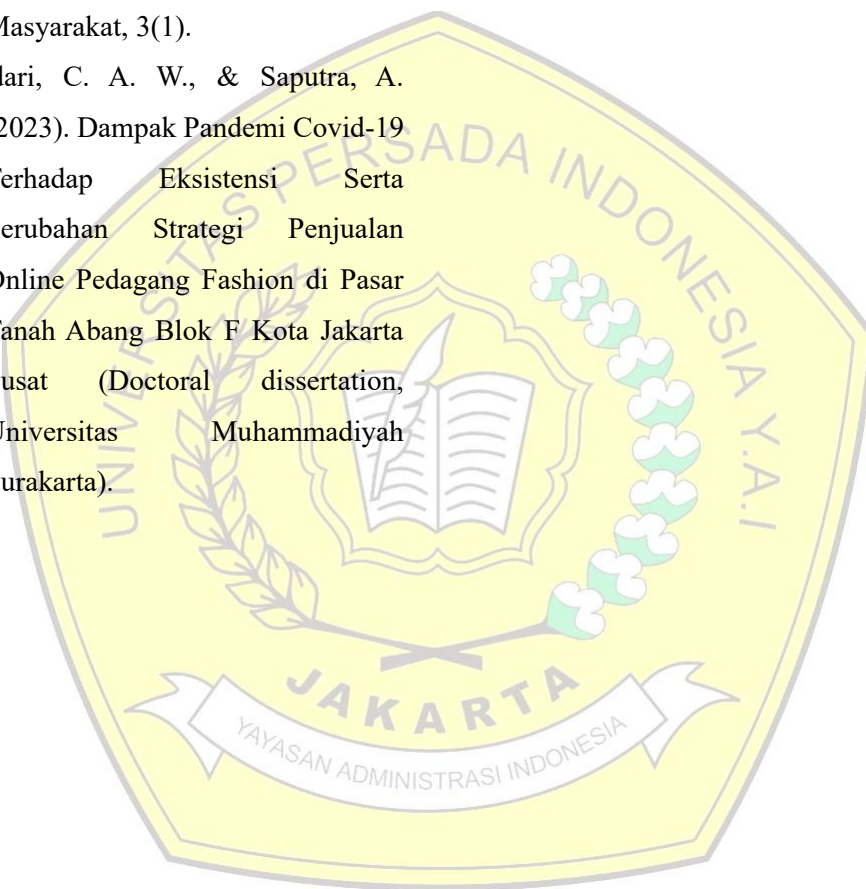 Masyarakat, 3(1).
dari, C. A. W., & Saputra, A.
2023). Dampak Pandemi Covid-19
Terhadap Eksistensi Serta
erubahan Strategi Penjualan
Online Pedagang Fashion di Pasar
Tanah Abang Blok F Kota Jakarta
usat (Doctoral dissertation,
Universitas Muhammadiyah
urakarta).
UNIVERSITAS PERSADA INDONESIA Y.A.I
JAKARTA
YAYASAN ADMINISTRASI INDONESIA